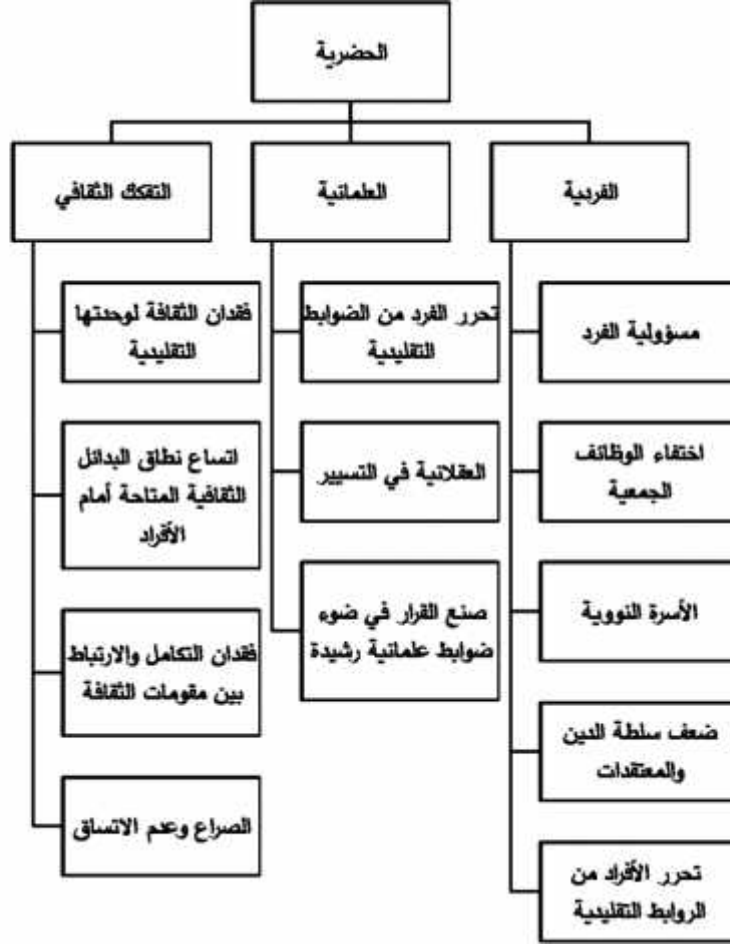 الحضرية
الفردية
العلمانية
التفكك الثقافي
مسؤولية الفرد
اختفاء الوظائف
الجمعية
الأسرة النووية
ضعف سلطة الدين
والمعتقدات
تحرر الأفراد من
الروابط التقليدية
تحرر الفرد من الضوابط
التقليدية
العقلانية في التسيير
صنع القرار في ضوء
ضوابط علمانية رشيدة
فقدان الثقافة لوحدتها
التقليدية
اتساع نطاق البدائل
الثقافية المتاحة أمام
الأفراد
فقدان التكامل والارتباط
بين مقومات الثقافة
الصراع وعدم الاتساق